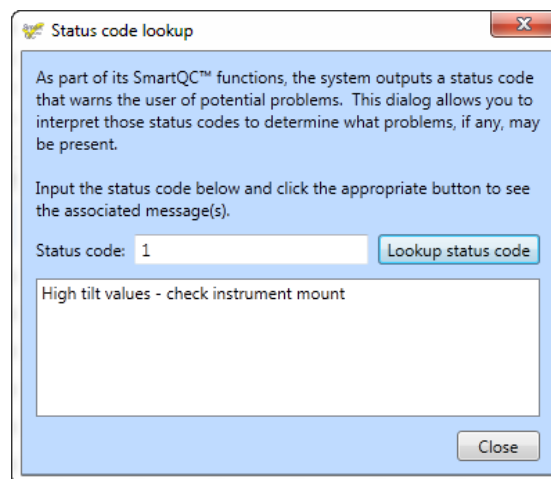 Status code lookup
As part of its SmartQC™ functions, the system outputs a status code
that warns the user of potential problems.  This dialog allows you to
interpret those status codes to determine what problems, if any, may
be present.
Input the status code below and click the appropriate button to see
the associated message(s).
Status code: 1 Lookup status code
High tilt values - check instrument mount
Close